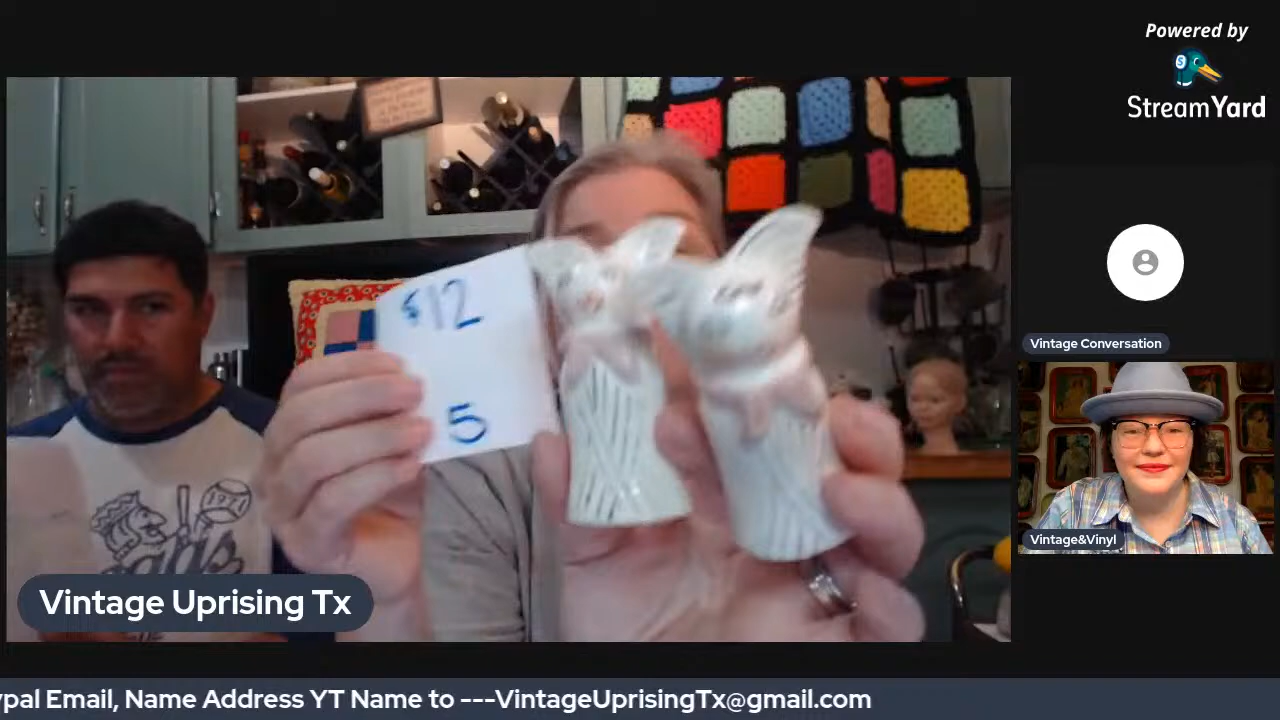 Powered by
StreamYard
$12
5
Vintage Conversation
Vintage&Vinyl
Vintage Uprising Tx
ypal Email, Name Address YT Name to ---VintageUprisingTx@gmail.com